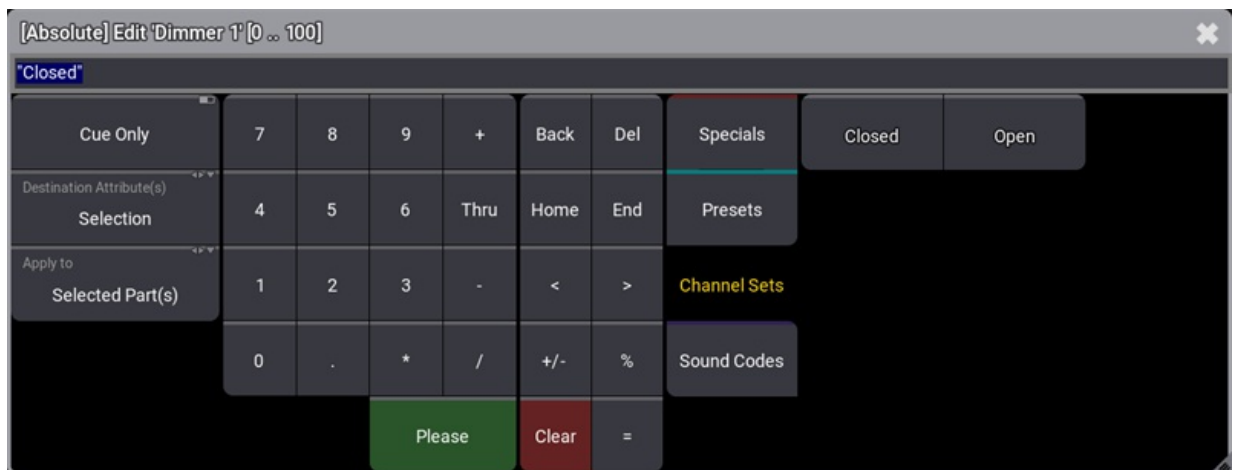 [Absolute] Edit 'Dimmer 1' [0 .. 100]
"Closed"
Cue Only 7 8 9 + Back Del Specials Closed Open
Destination Attribute(s)
Selection 4 5 6 Thru Home End Presets
Apply to
Selected Part(s) 1 2 3 - < > Channel Sets
0 . * / +/- % Sound Codes
Please Clear =